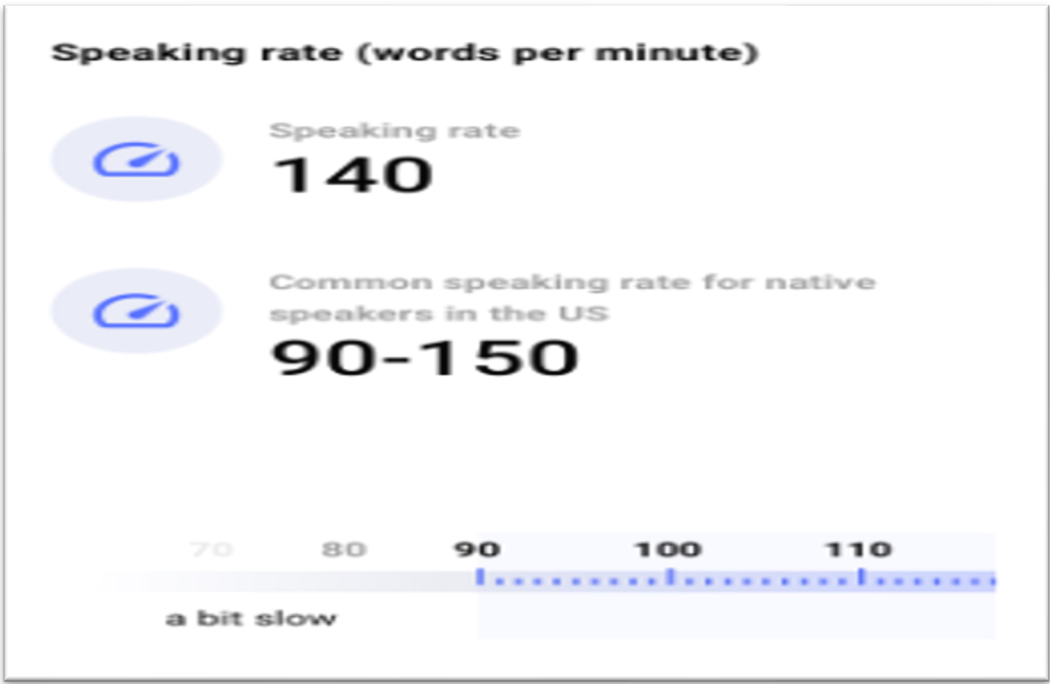 Speaking rate (words per minute)
Speaking rate
140
Common speaking rate for native
speakers in the US
90-150
70 80 90 100 110
a bit slow